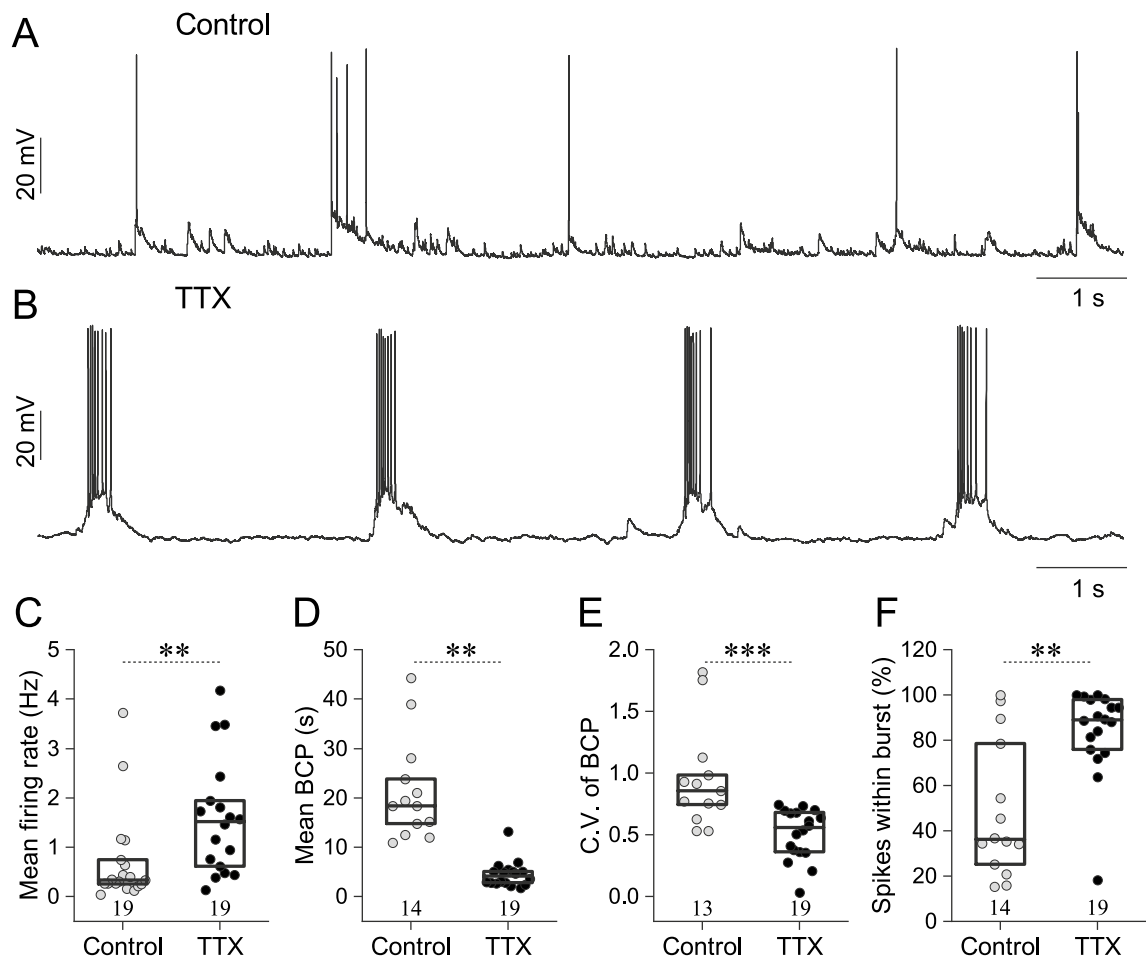 A
Control
20 mV
1 s
B
TTX
20 mV
1 s
C
D
E
F
Mean firing rate (Hz)
5
4
3
2
1
0
**
19
19
Control
TTX
Mean BCP (s)
50
40
30
20
10
0
**
14
19
Control
TTX
C.V. of BCP
2.0
1.5
1.0
0.5
0.0
***
13
19
Control
TTX
Spikes within burst (%)
120
100
80
60
40
20
0
**
14
19
Control
TTX